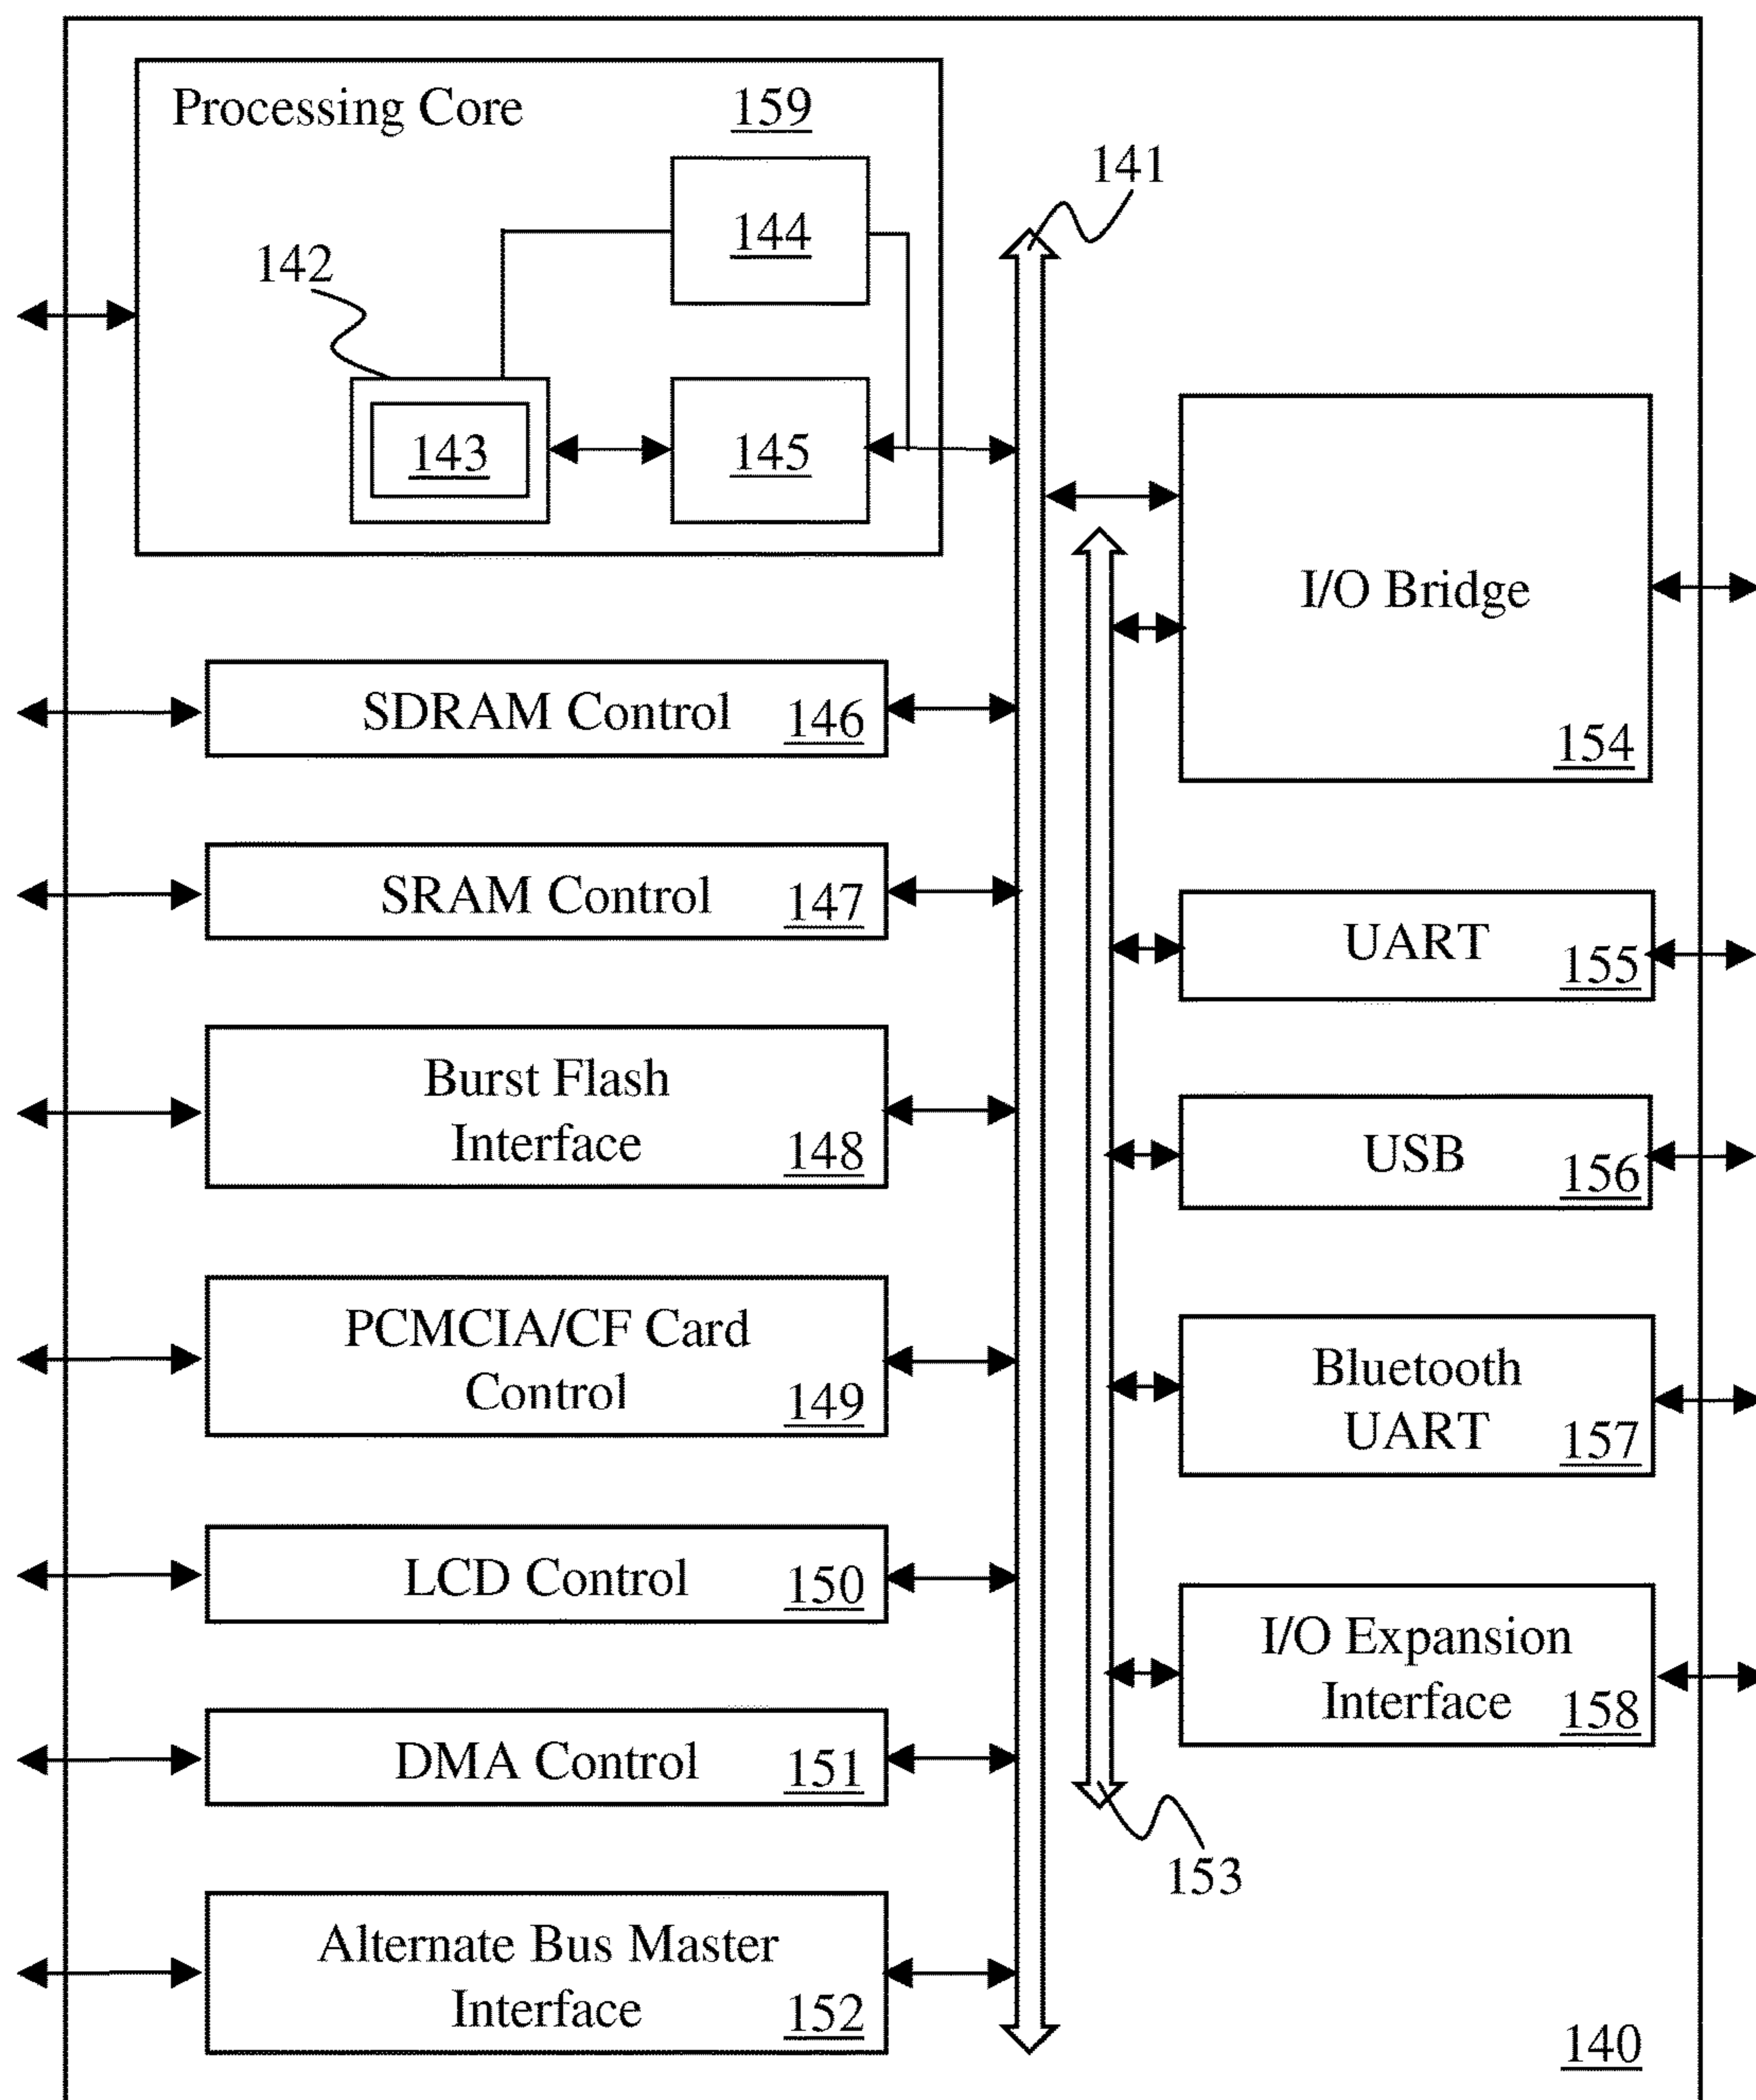 Processing Core 159
144
142
143
145
141
SDRAM Control 146
SRAM Control 147
Burst Flash
Interface 148
PCMCIA/CF Card
Control 149
LCD Control 150
DMA Control 151
Alternate Bus Master
Interface 152
I/O Bridge
154
UART 155
USB 156
Bluetooth
UART 157
I/O Expansion
Interface 158
153
140